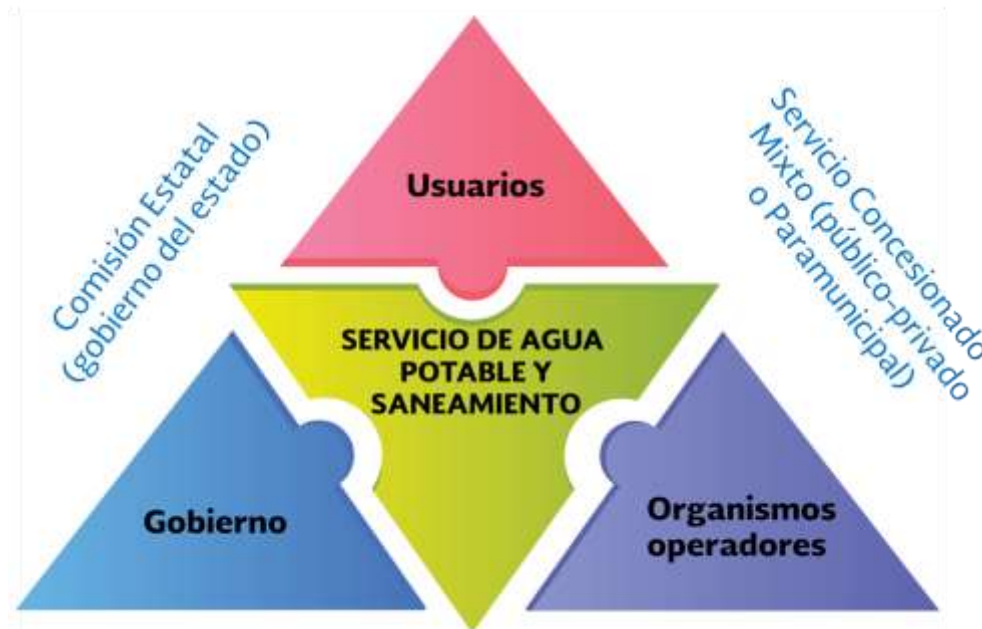 Usuarios
Comisión Estatal
(gobierno del estado)
Servicio Concesionado
Mixto (público-privado
o Paramunicipal)
SERVICIO DE AGUA
POTABLE Y
SANEAMIENTO
Gobierno
Organismos
operadores